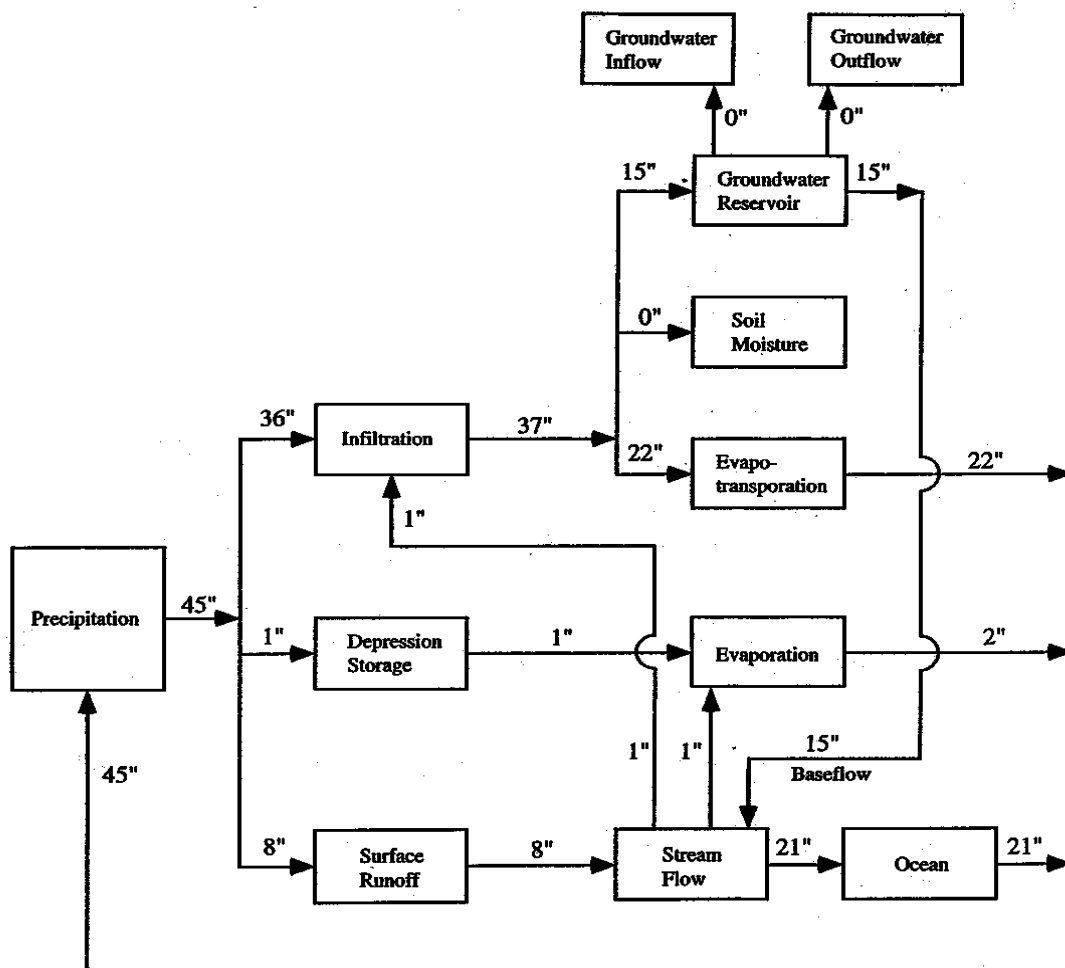 Groundwater
Inflow
Groundwater
Outflow
0"
0"
15"
Groundwater
Reservoir
15"
0"
Soil
Moisture
36"
Infiltration
37"
22"
Evapo-
transporation
22"
1"
Precipitation
45"
1"
Depression
Storage
1"
Evaporation
2"
45"
1"
1"
15"
Baseflow
8"
Surface
Runoff
8"
Stream
Flow
21"
Ocean
21"